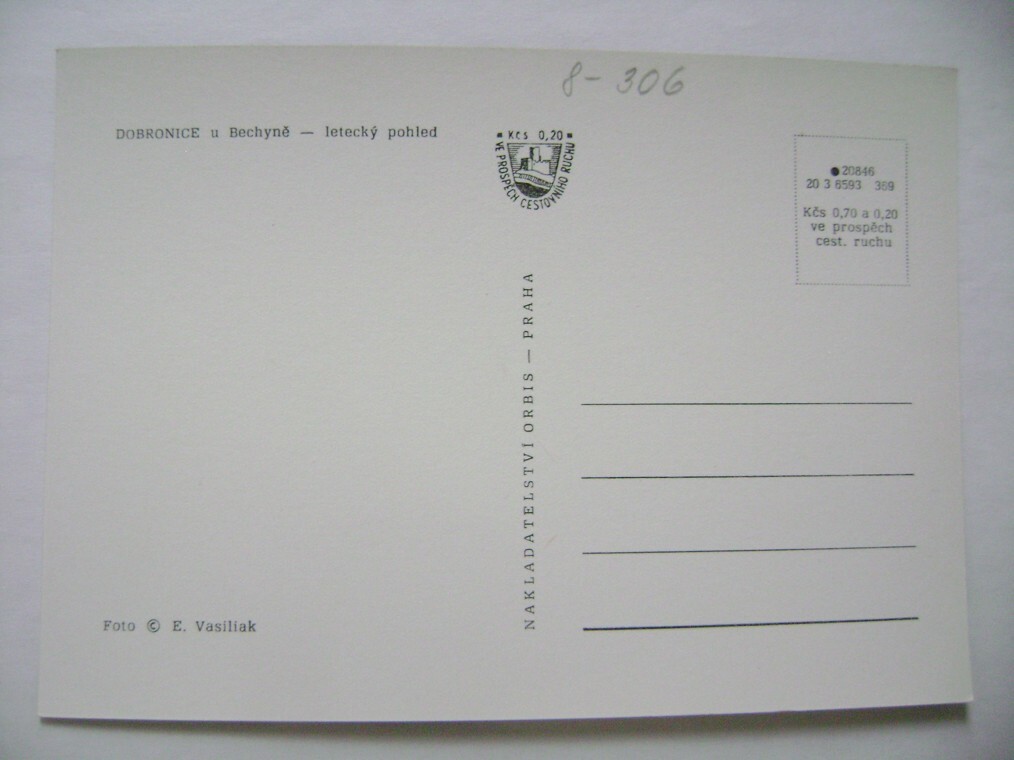 8-306
DOBRONICE u Bechyně — letecký pohled
Kčs 0,20
VE PROSPĚCH CESTOVNÍHO RUCHU
20846
20 3 6593 369
Kčs 0,70 a 0,20
ve prospěch
cest. ruchu
NAKLADATELSTVÍ ORBIS — PRAHA
Foto © E. Vasiliak